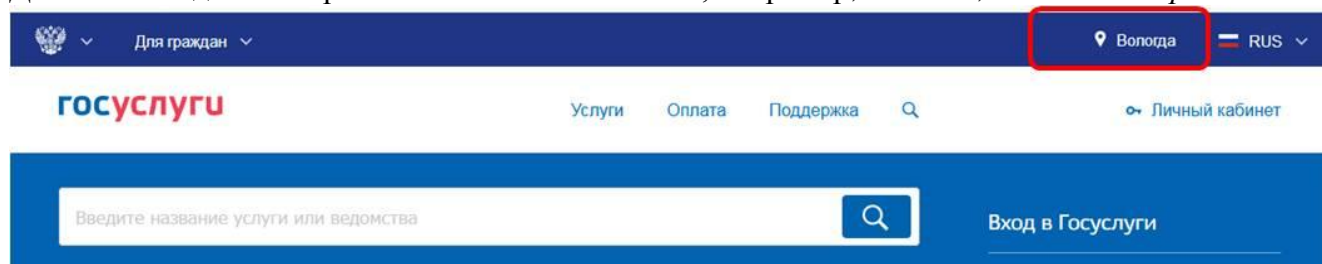 Для граждан
Вологда
RUS
госуслуги
Услуги Оплата Поддержка
Личный кабинет
Введите название услуги или ведомства
Вход в Госуслуги